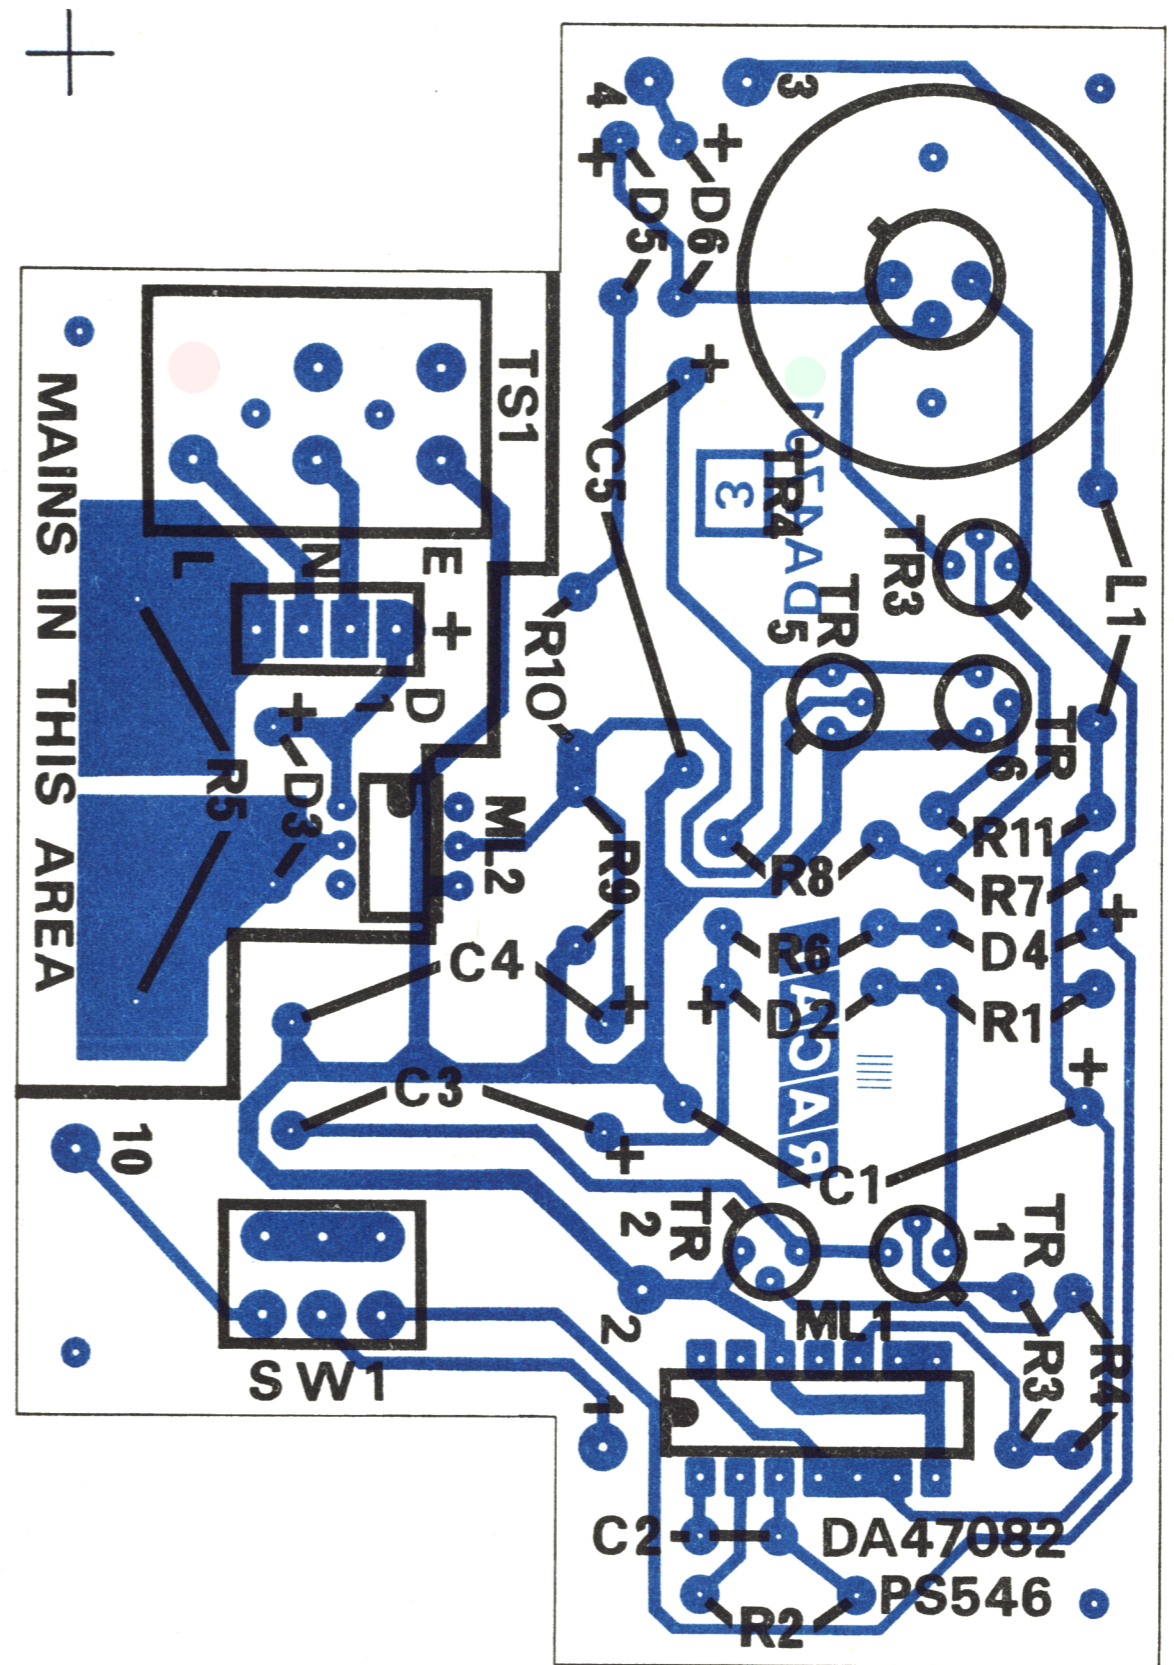 3
4
+
+
D5
D6
+
C5
TS1
TR4
3
TR3
L1
MAINS IN THIS AREA
L
N
E
+
D
1
R10
TR
5
TR
6
+
D3
R5
ML2
R9
R8
R11
R7
+
R6
D4
C4
+
+
D2
R1
RACAL
C3
+
+
C1
10
TR
2
TR
1
2
ML1
R3
R4
SW1
1
C2
DA47082
PS546
R2